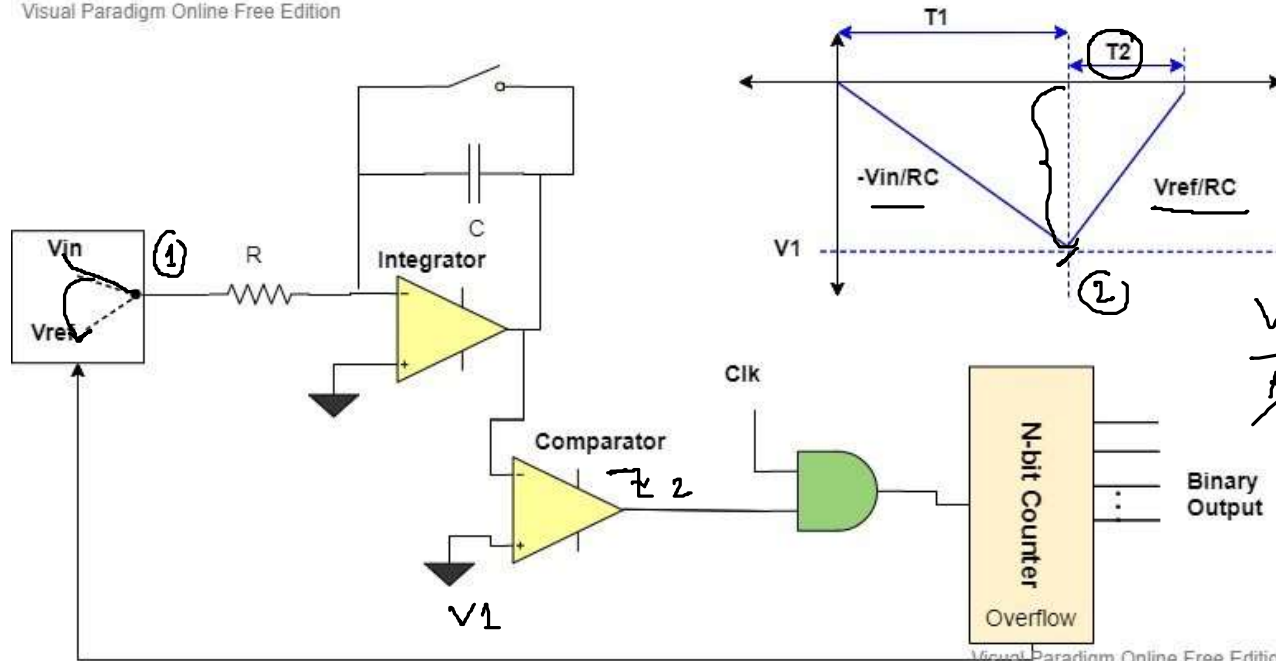 Visual Paradigm Online Free Edition
T1
T2
-Vin/RC
Vref/RC
V1
2
C
Vin
1
R
Integrator
Vref
Clk
Comparator
2
V1
N-bit Counter
Overflow
Binary
Output
Visual Paradigm Online Free Editio